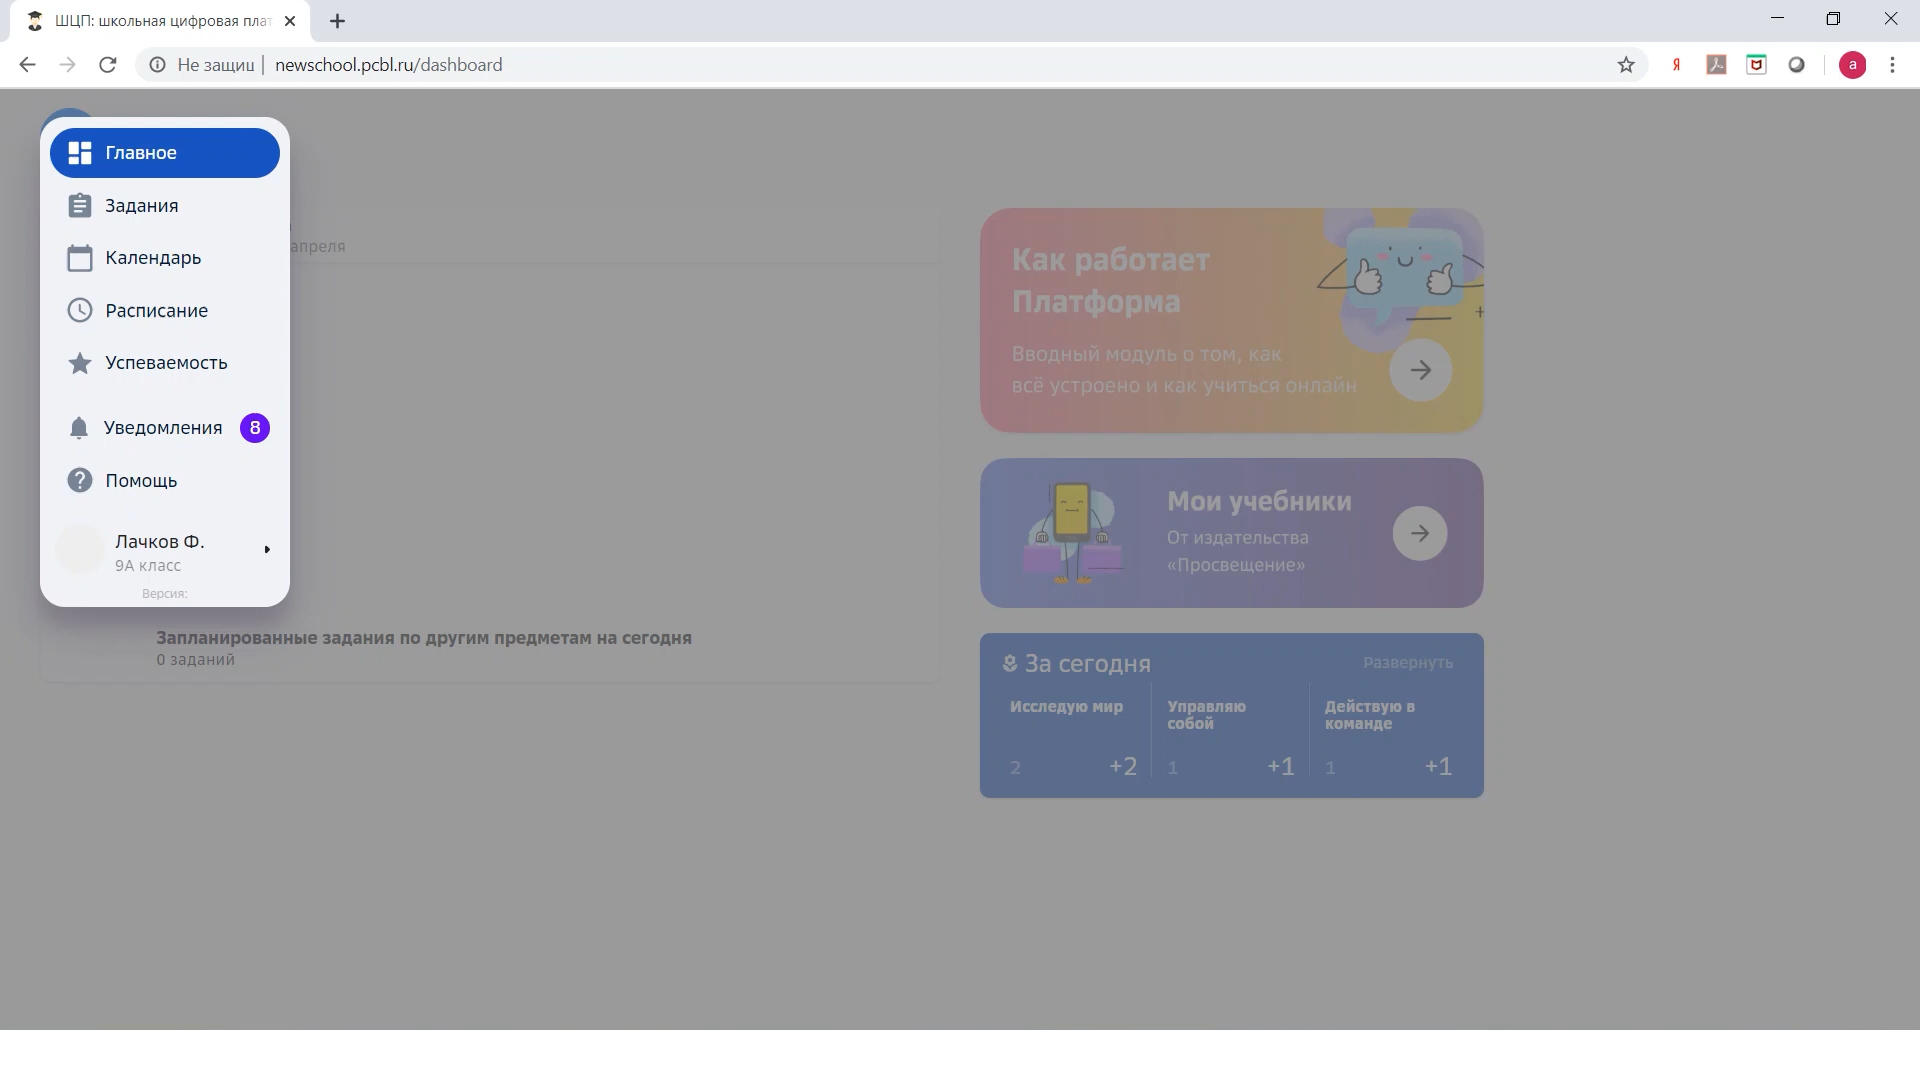 ШЦП: школьная цифровая плат
Не защищ
newschool.pcbl.ru/dashboard
Я
a
Главное
Задания
Календарь
Расписание
Успеваемость
Уведомления 8
Помощь
Лачков Ф.
9А класс
Версия:
апреля
Запланированные задания по другим предметам на сегодня
0 заданий
Как работает
Платформа
Вводный модуль о том, как
всё устроено и как учиться онлайн
Мои учебники
От издательства
«Просвещение»
За сегодня Развернуть
Исследую мир
2 +2
Управляю
собой
1 +1
Действую в
команде
1 +1